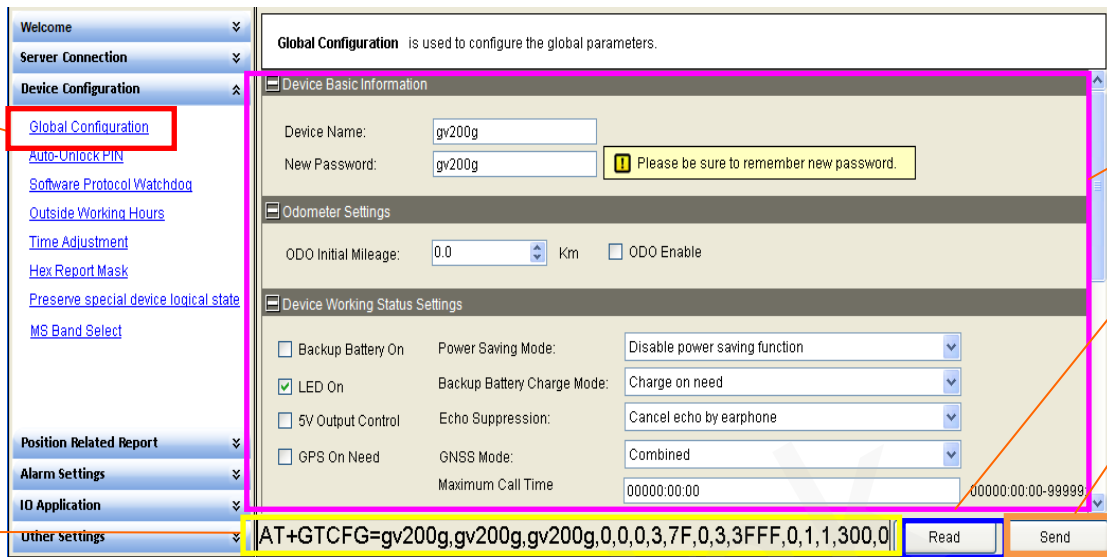 Welcome
Server Connection
Device Configuration
Global Configuration
Auto-Unlock PIN
Software Protocol Watchdog
Outside Working Hours
Time Adjustment
Hex Report Mask
Preserve special device logical state
MS Band Select
Position Related Report
Alarm Settings
IO Application
Other Settings
Global Configuration is used to configure the global parameters.
Device Basic Information
Device Name: gv200g
New Password: gv200g Please be sure to remember new password.
Odometer Settings
ODO Initial Mileage: 0.0 Km ODO Enable
Device Working Status Settings
Backup Battery On Power Saving Mode: Disable power saving function
LED On Backup Battery Charge Mode: Charge on need
5V Output Control Echo Suppression: Cancel echo by earphone
GPS On Need GNSS Mode: Combined
Maximum Call Time 00000:00:00 00000:00:00-99999:
AT+GTCFG=gv200g,gv200g,gv200g,0,0,0,3,7F,0,3,3FFF,0,1,1,300,0 Read Send